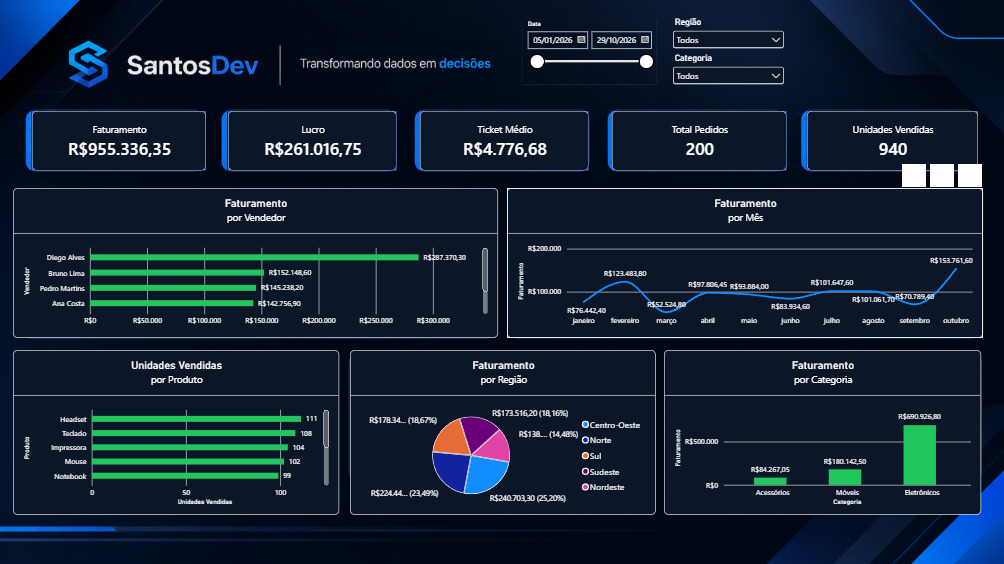 SantosDev
Transformando dados em decisões
Data
05/01/2026 29/10/2026
Região
Todos
Categoria
Todos
Faturamento
R$955.336,35
Lucro
R$261.016,75
Ticket Médio
R$4.776,68
Total Pedidos
200
Unidades Vendidas
940
Faturamento
por Vendedor
Vendedor
Diego Alves R$287.370,30
Bruno Lima R$152.148,60
Pedro Martins R$145.238,20
Ana Costa R$142.756,90
R$0 R$50.000 R$100.000 R$150.000 R$200.000 R$250.000 R$300.000
Faturamento
por Mês
Faturamento
R$200.000
R$100.000
R$76.442,40
R$123.483,80
R$52.524,80
R$97.806,45
R$93.884,00
R$83.934,60
R$101.647,60
R$101.061,70
R$70.789,40
R$153.761,60
janeiro fevereiro março abril maio junho julho agosto setembro outubro
Unidades Vendidas
por Produto
Produto
Headset 111
Teclado 108
Impressora 104
Mouse 102
Notebook 99
0 50 100
Unidades Vendidas
Faturamento
por Região
R$178.34... (18,67%)
R$173.516,20 (18,16%)
R$138.... (14,48%)
R$224.44... (23,49%)
R$240.703,30 (25,20%)
Centro-Oeste
Norte
Sul
Sudeste
Nordeste
Faturamento
por Categoria
Faturamento
R$500.000
R$0
R$84.267,05
R$180.142,50
R$690.926,80
Acessórios Móveis Eletrônicos
Categoria